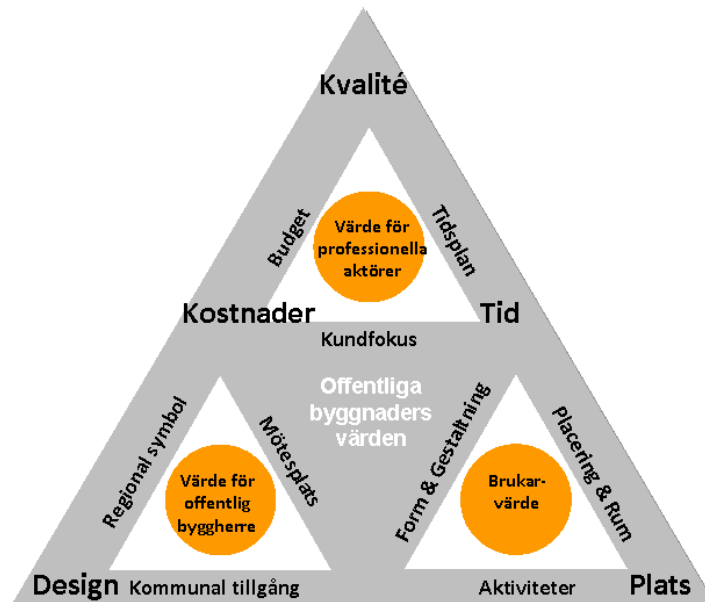 Kvalité
Budget
Värde för
professionella
aktörer
Tidsplan
Kostnader
Tid
Kundfokus
Offentliga
byggnaders
värden
Regional symbol
Värde för
offentlig
byggherre
Mötesplats
Form & Gestaltning
Brukar-
värde
Placering & Rum
Design
Kommunal tillgång
Aktiviteter
Plats